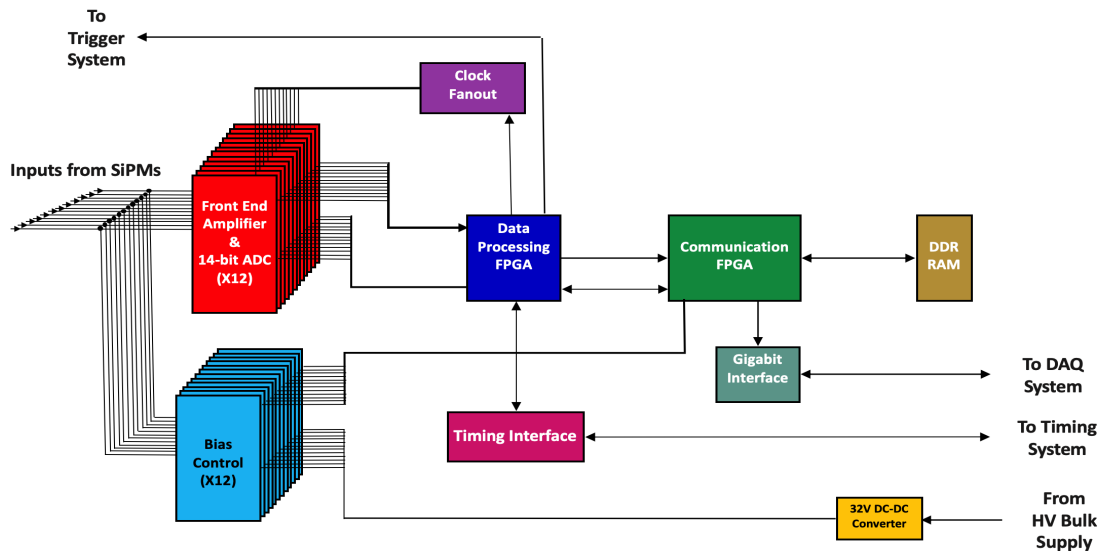 To
Trigger
System
Clock
Fanout
Inputs from SiPMs
Front End
Amplifier
&
14-bit ADC
(X12)
Data
Processing
FPGA
Communication
FPGA
DDR
RAM
Gigabit
Interface
To DAQ
System
Timing Interface
To Timing
System
Bias
Control
(X12)
32V DC-DC
Converter
From
HV Bulk
Supply